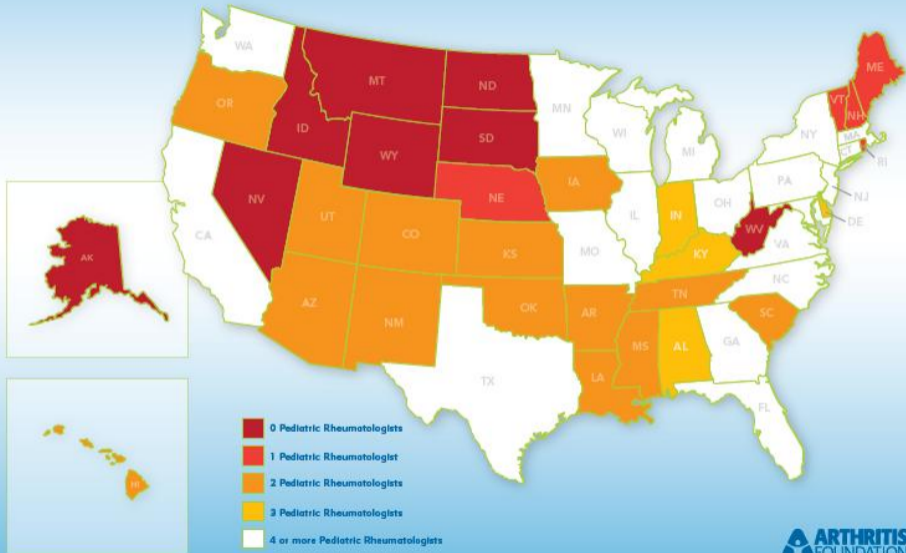 WA
MT
ND
MN
ME
VT
NH
OR
ID
SD
WI
NY
MA
CT
RI
WY
MI
NE
IA
PA
NJ
NV
UT
CO
IL
IN
OH
DE
CA
KS
MO
WV
VA
KY
AK
AZ
NM
OK
AR
TN
NC
SC
MS
AL
GA
TX
LA
FL
HI
0 Pediatric Rheumatologists
1 Pediatric Rheumatologist
2 Pediatric Rheumatologists
3 Pediatric Rheumatologists
4 or more Pediatric Rheumatologists
ARTHRITIS
FOUNDATION